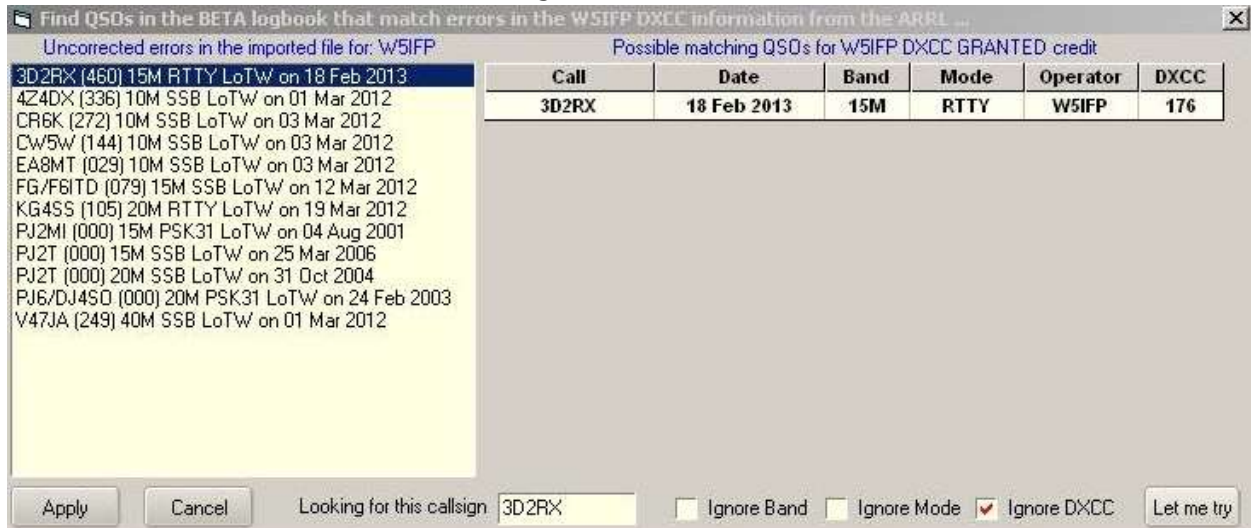 Find QSOs in the BETA logbook that match errors in the W5IFP DXCC information from the ARRL ...
Uncorrected errors in the imported file for: W5IFP
Possible matching QSOs for W5IFP DXCC GRANTED credit
3D2RX (460) 15M RTTY LoTW on 18 Feb 2013
4Z4DX (336) 10M SSB LoTW on 01 Mar 2012
CR6K (272) 10M SSB LoTW on 03 Mar 2012
CW5W (144) 10M SSB LoTW on 03 Mar 2012
EA8MT (029) 10M SSB LoTW on 03 Mar 2012
FG/F6ITD (079) 15M SSB LoTW on 12 Mar 2012
KG4SS (105) 20M RTTY LoTW on 19 Mar 2012
PJ2MI (000) 15M PSK31 LoTW on 04 Aug 2001
PJ2T (000) 15M SSB LoTW on 25 Mar 2006
PJ2T (000) 20M SSB LoTW on 31 Oct 2004
PJ6/DJ4SO (000) 20M PSK31 LoTW on 24 Feb 2003
V47JA (249) 40M SSB LoTW on 01 Mar 2012
Call Date Band Mode Operator DXCC
3D2RX 18 Feb 2013 15M RTTY W5IFP 176
Apply Cancel Looking for this callsign 3D2RX Ignore Band Ignore Mode Ignore DXCC Let me try